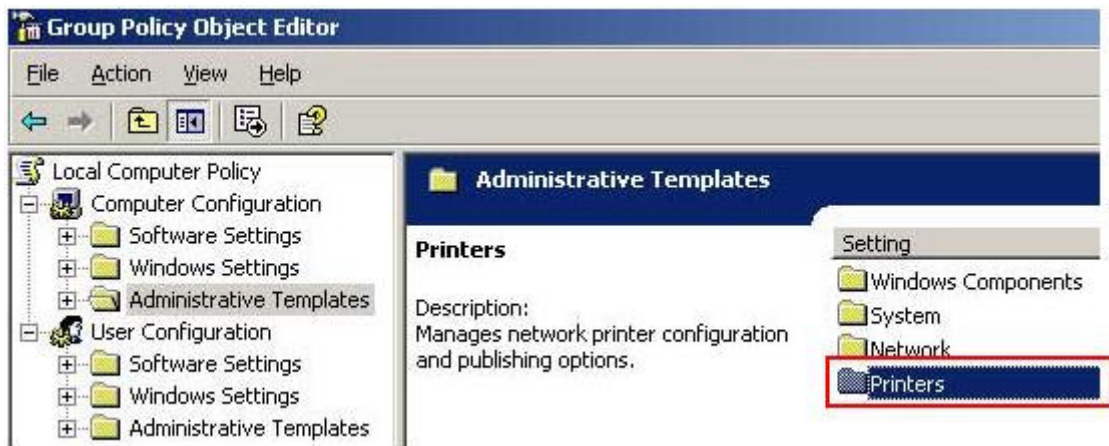 Group Policy Object Editor
File Action View Help
Local Computer Policy
Computer Configuration
Software Settings
Windows Settings
Administrative Templates
User Configuration
Software Settings
Windows Settings
Administrative Templates
Administrative Templates
Printers
Description:
Manages network printer configuration
and publishing options.
Setting
Windows Components
System
Network
Printers